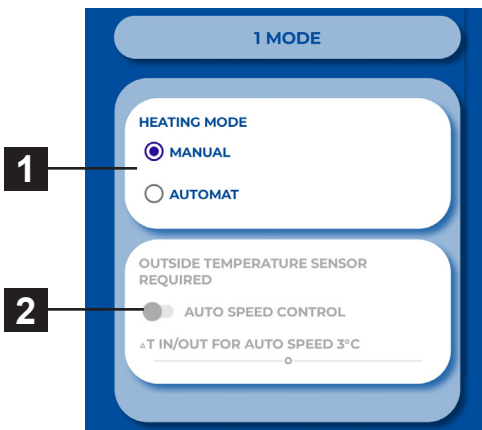 1 MODE
HEATING MODE
MANUAL
1
AUTOMAT
OUTSIDE TEMPERATURE SENSOR
REQUIRED
2
AUTO SPEED CONTROL
▵T IN/OUT FOR AUTO SPEED 3°C